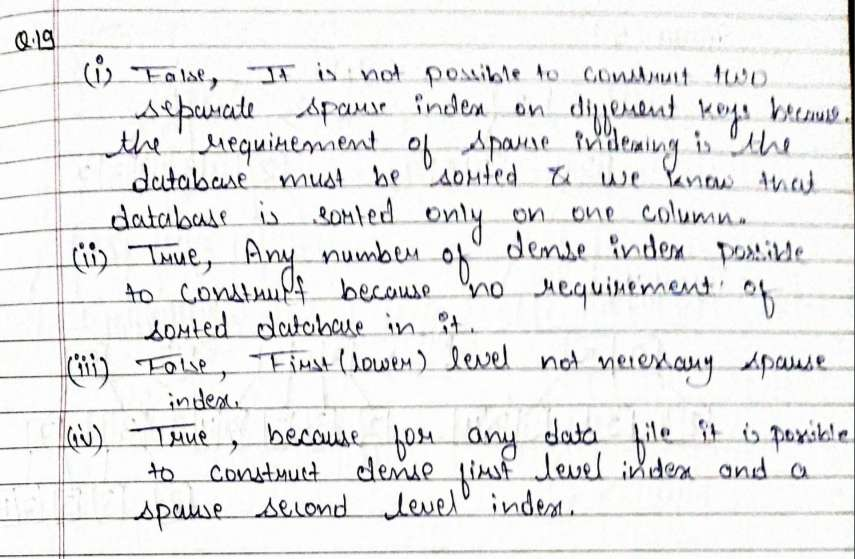 Q.19
(i) False, It is not possible to construct two
separate sparse index on different keys because.
the requirement of sparse indexing is the
database must be sorted & we know that
database is sorted only on one column.
(ii) True, Any number of dense index possible
to construct because no requirement of
sorted database in it.
(iii) False, First (lower) level not necessary sparse
index.
(iv) True, because for any data file it is possible
to construct dense first level index and a
sparse second level index.